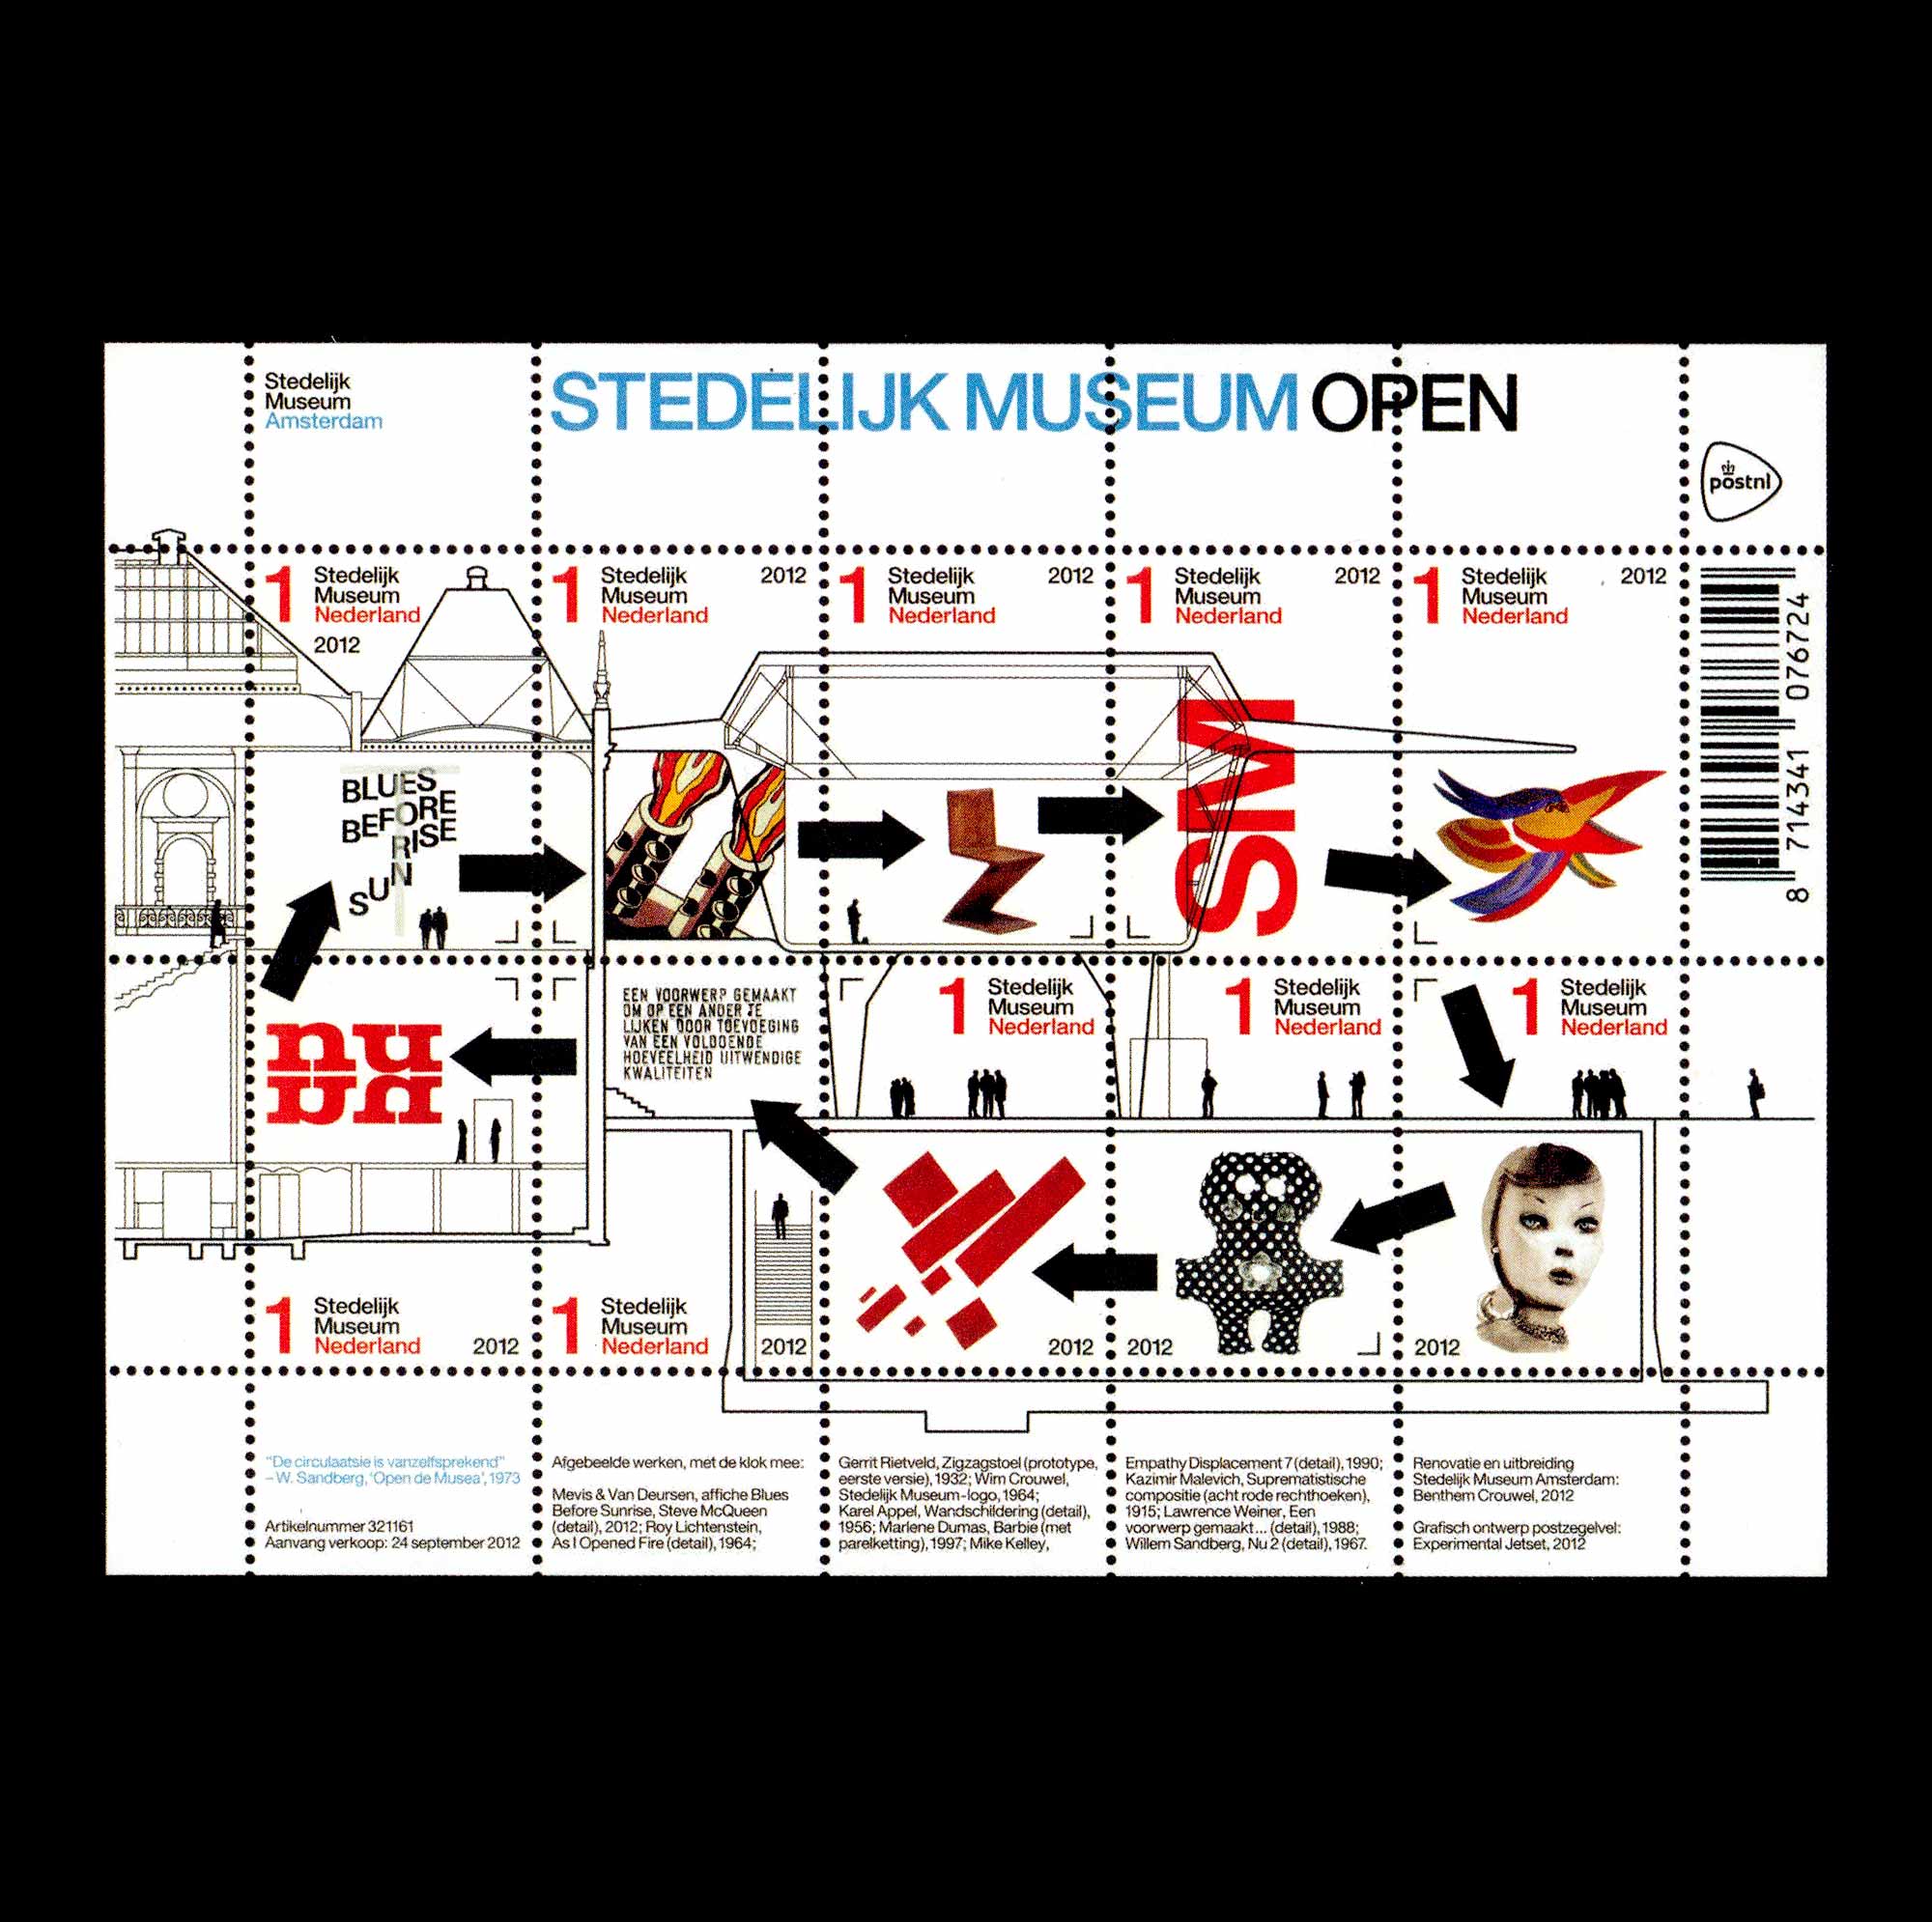 Stedelijk
Museum
Amsterdam
STEDELIJK MUSEUM OPEN
postnl
1 Stedelijk
Museum
Nederland
2012
1 Stedelijk 2012
Museum
Nederland
1 Stedelijk 2012
Museum
Nederland
1 Stedelijk 2012
Museum
Nederland
1 Stedelijk 2012
Museum
Nederland
8 714341 076724
BLUES
BEFORE
RISE
SUN
SM
nu
nu
EEN VOORWERP GEMAAKT
OM OP EEN ANDER TE
LIJKEN DOOR TOEVOEGING
VAN EEN VOLDOENDE
HOEVEELHEID UITWENDIGE
KWALITEITEN
1 Stedelijk
Museum
Nederland
1 Stedelijk
Museum
Nederland
1 Stedelijk
Museum
Nederland
1 Stedelijk
Museum
Nederland 2012
1 Stedelijk
Museum
Nederland 2012
2012
2012
2012
"De circulaatsie is vanzelfsprekend"
– W. Sandberg, 'Open de Musea', 1973
Artikelnummer 321161
Aanvang verkoop: 24 september 2012
Afgebeelde werken, met de klok mee:
Mevis & Van Deursen, affiche Blues
Before Sunrise, Steve McQueen
(detail), 2012; Roy Lichtenstein,
As I Opened Fire (detail), 1964;
Gerrit Rietveld, Zigzagstoel (prototype,
eerste versie), 1932; Wim Crouwel,
Stedelijk Museum-logo, 1964;
Karel Appel, Wandschildering (detail),
1956; Marlene Dumas, Barbie (met
parelketting), 1997; Mike Kelley,
Empathy Displacement 7 (detail), 1990;
Kazimir Malevich, Suprematistische
compositie (acht rode rechthoeken),
1915; Lawrence Weiner, Een
voorwerp gemaakt... (detail), 1988;
Willem Sandberg, Nu 2 (detail), 1967.
Renovatie en uitbreiding
Stedelijk Museum Amsterdam:
Benthem Crouwel, 2012
Grafisch ontwerp postzegelvel:
Experimental Jetset, 2012